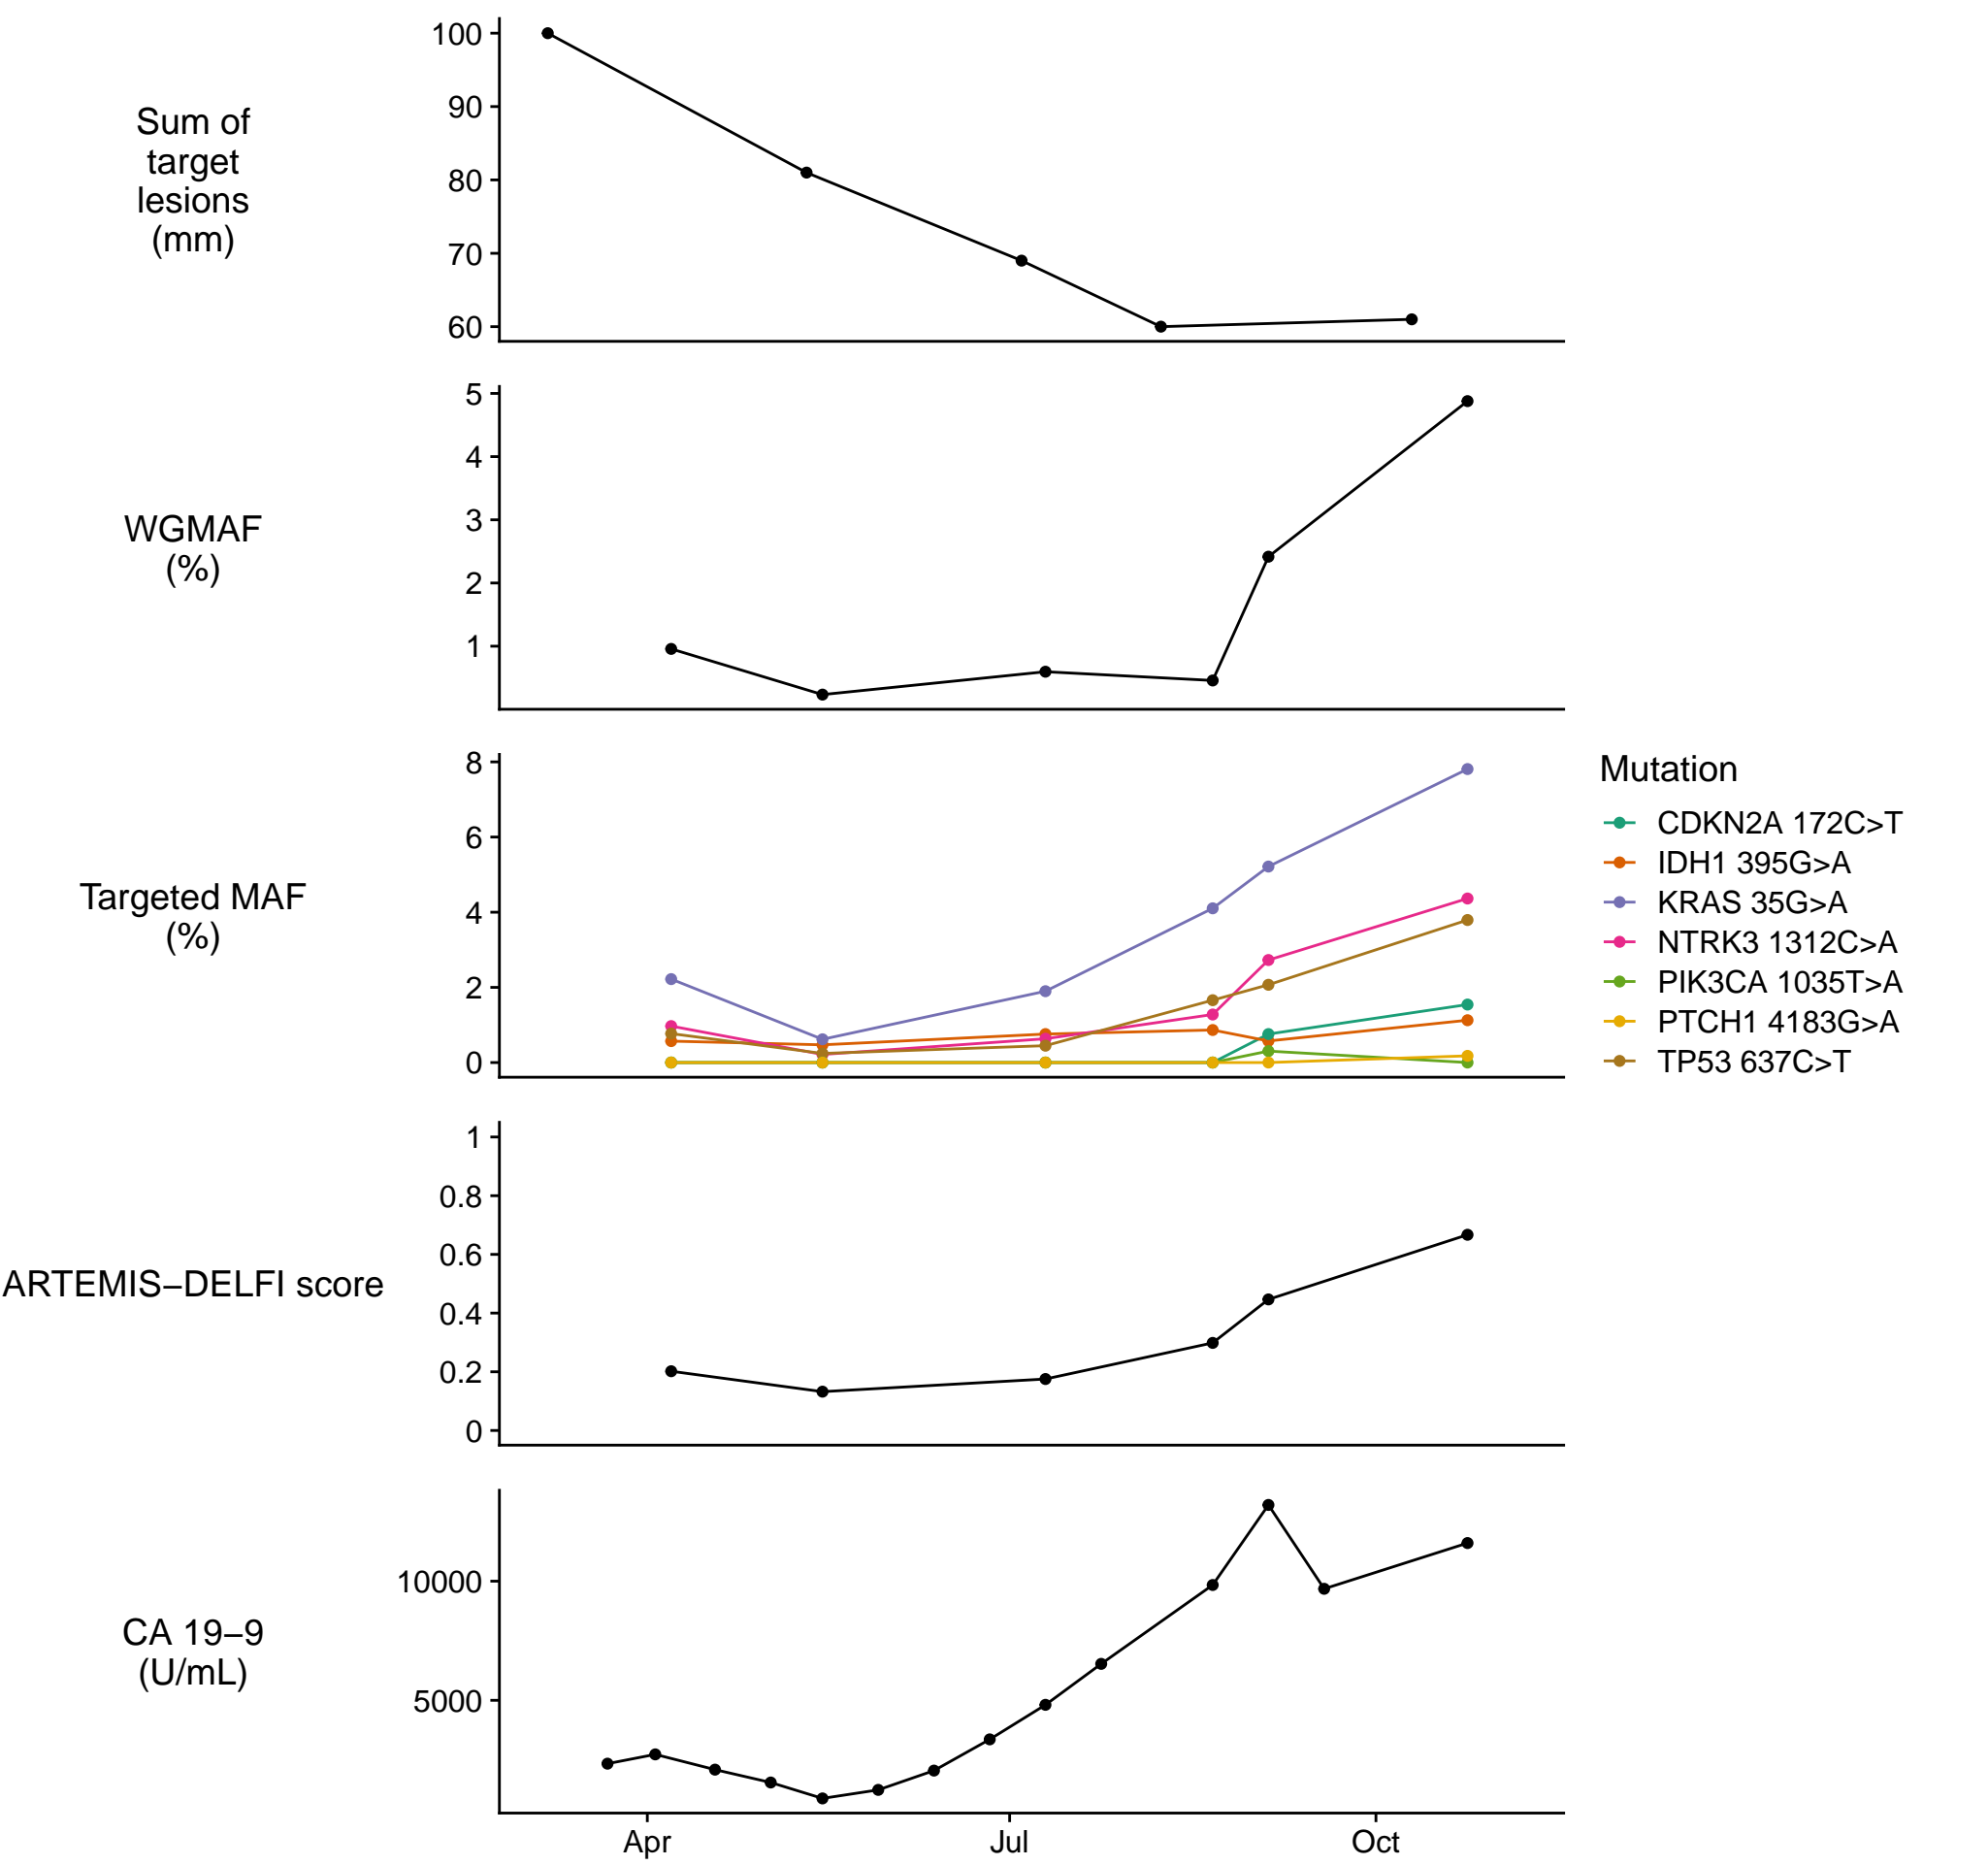 Sum of
target
lesions
(mm)
100
90
80
70
60
WGMAF
(%)
5
4
3
2
1
Targeted MAF
(%)
8
6
4
2
0
Mutation
CDKN2A 172C>T
IDH1 395G>A
KRAS 35G>A
NTRK3 1312C>A
PIK3CA 1035T>A
PTCH1 4183G>A
TP53 637C>T
ARTEMIS−DELFI score
1
0.8
0.6
0.4
0.2
0
CA 19−9
(U/mL)
10000
5000
Apr Jul Oct